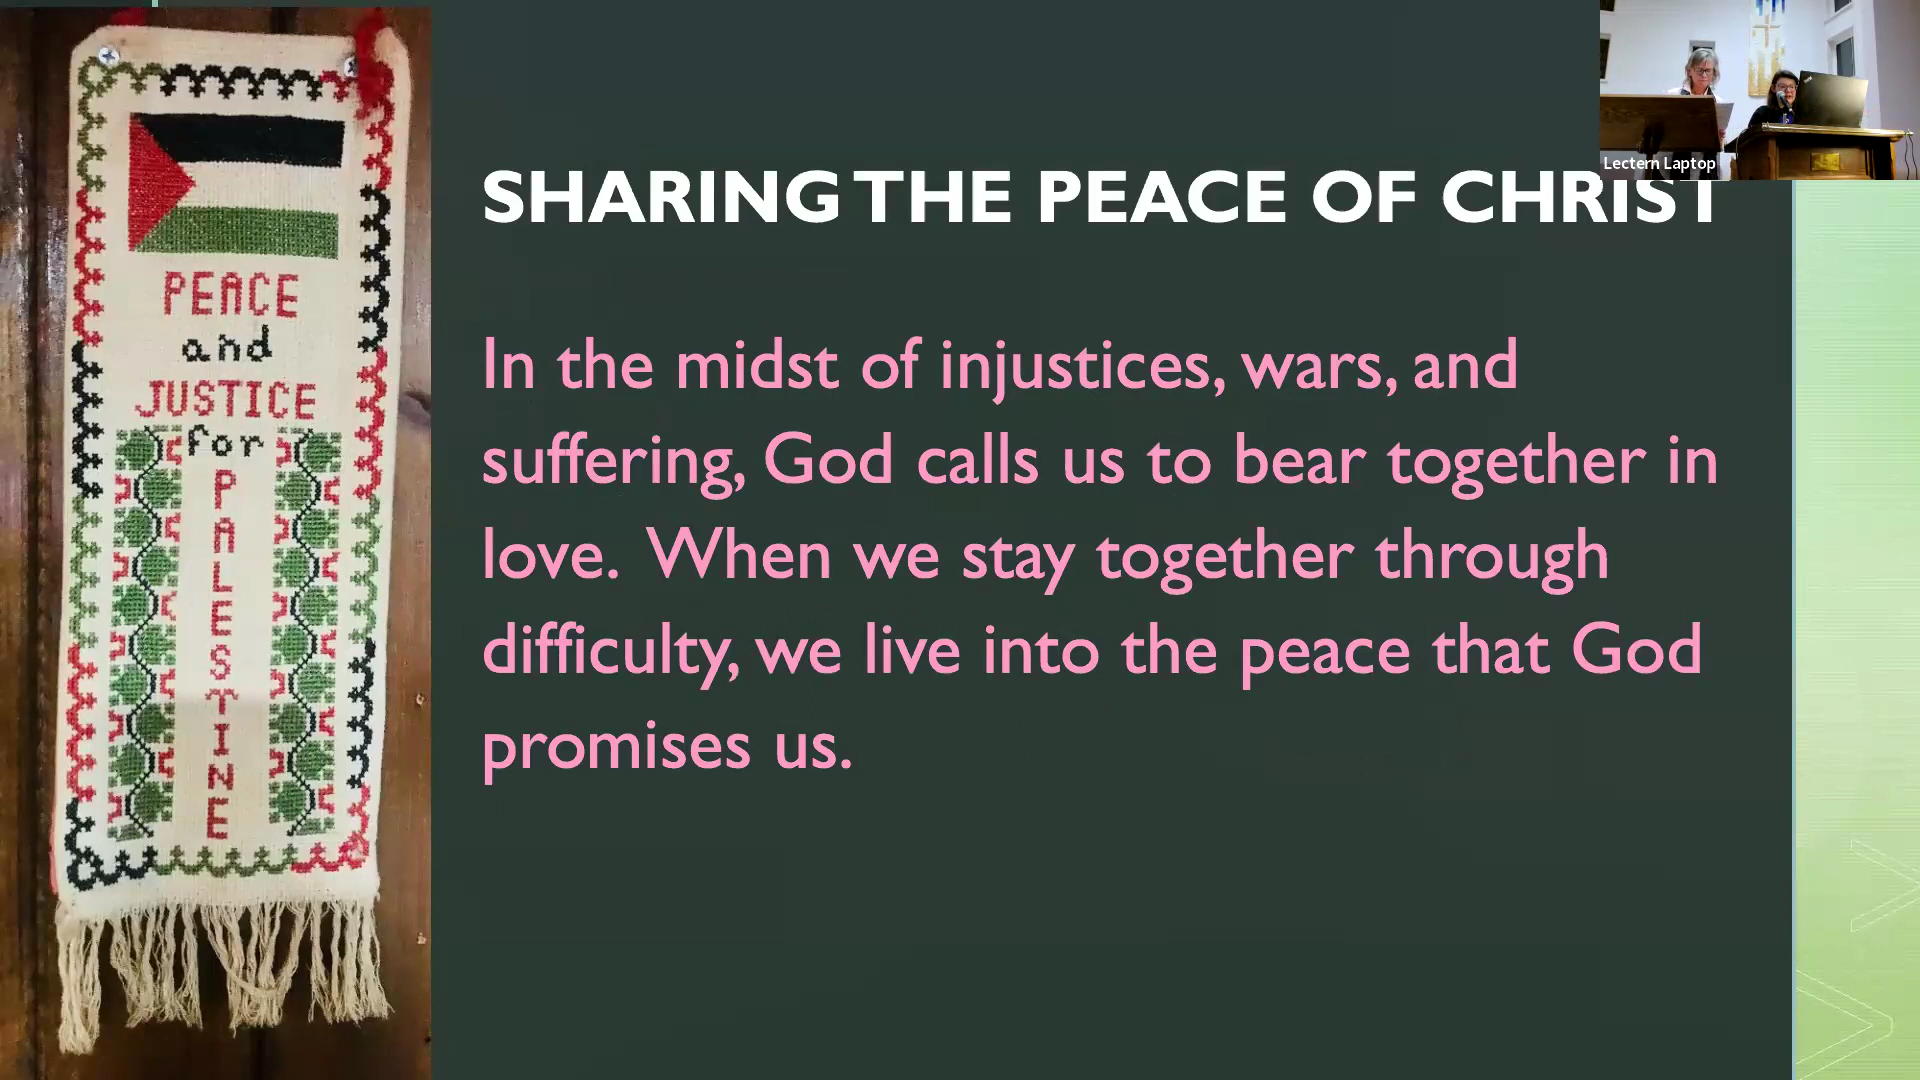 PEACE
and
JUSTICE
for
PALESTINE
SHARING THE PEACE OF CHRIST
In the midst of injustices, wars, and
suffering, God calls us to bear together in
love.  When we stay together through
difficulty, we live into the peace that God
promises us.
Lectern Laptop